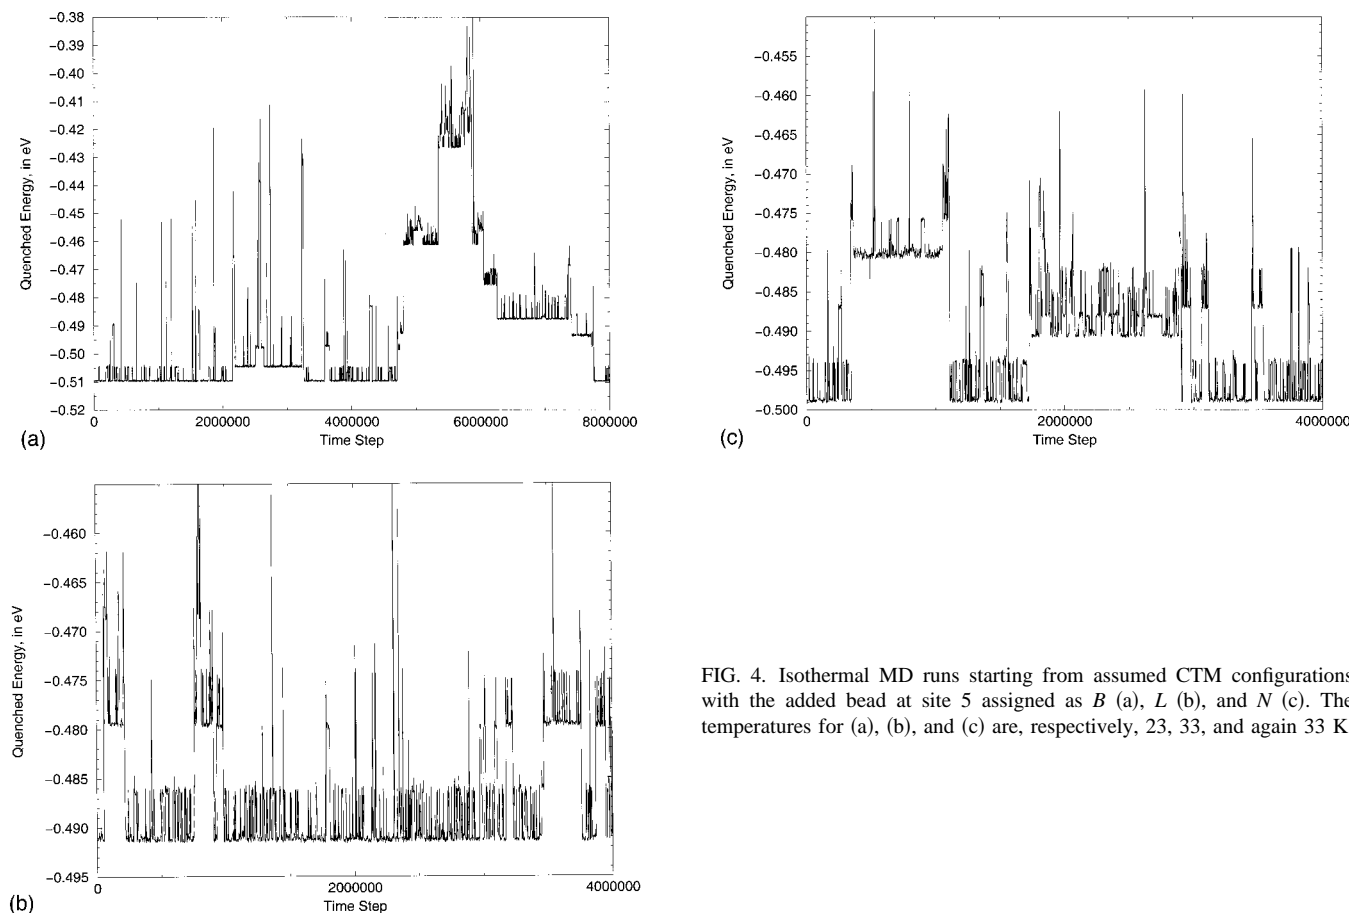 −0.38
−0.39
−0.40
−0.41
−0.42
−0.43
−0.44
−0.45
−0.46
−0.47
−0.48
−0.49
−0.50
−0.51
−0.52
Quenched Energy, in eV
0 2000000 4000000 6000000 8000000
Time Step
(a)
−0.455
−0.460
−0.465
−0.470
−0.475
−0.480
−0.485
−0.490
−0.495
−0.500
Quenched Energy, in eV
0 2000000 4000000
Time Step
(c)
−0.460
−0.465
−0.470
−0.475
−0.480
−0.485
−0.490
−0.495
Quenched Energy, in eV
0 2000000 4000000
Time Step
(b)
FIG. 4. Isothermal MD runs starting from assumed CTM configurations
with the added bead at site 5 assigned as B (a), L (b), and N (c). The
temperatures for (a), (b), and (c) are, respectively, 23, 33, and again 33 K